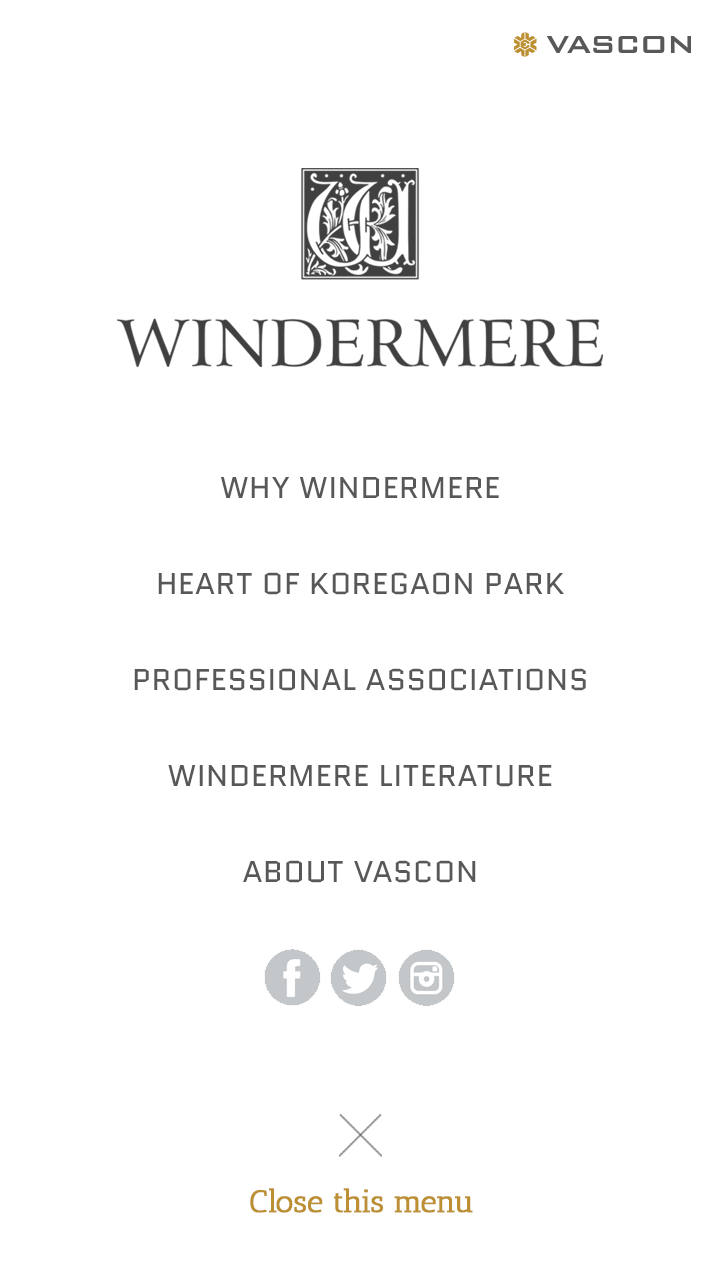 VASCON
W
WINDERMERE
WHY WINDERMERE
HEART OF KOREGAON PARK
PROFESSIONAL ASSOCIATIONS
WINDERMERE LITERATURE
ABOUT VASCON
Close this menu